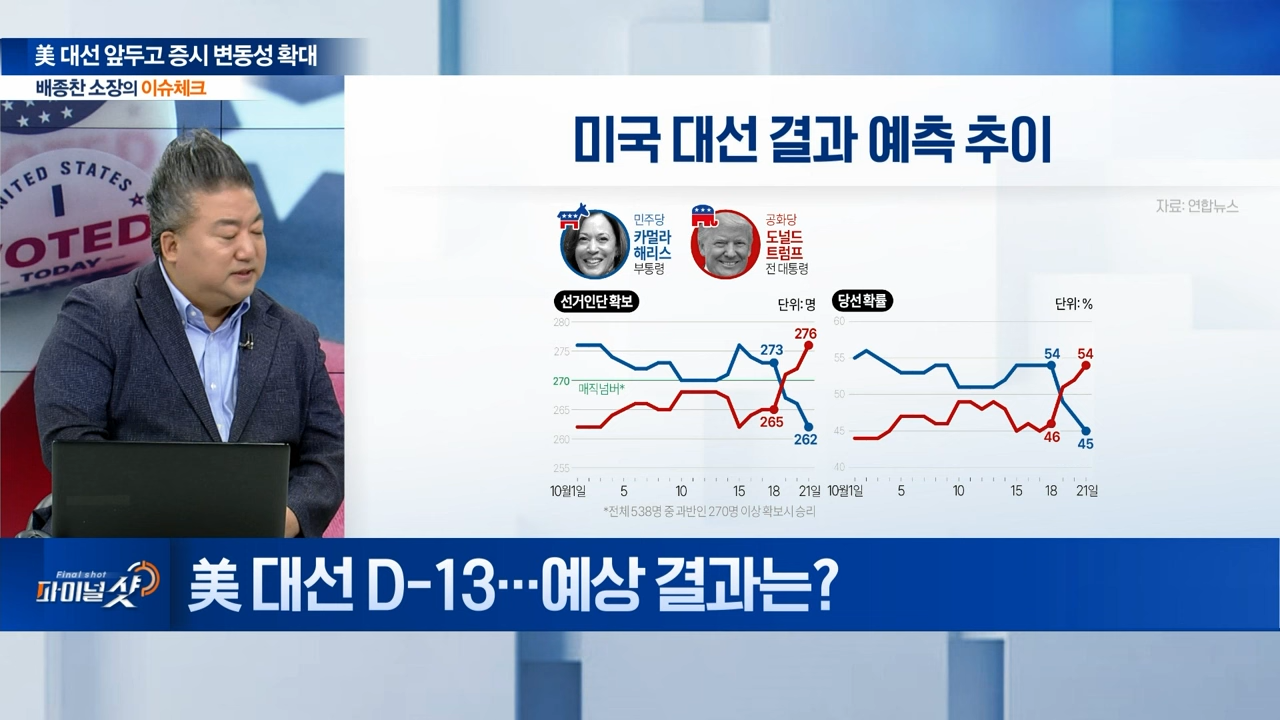 美 대선 앞두고 증시 변동성 확대
배종찬 소장의 이슈체크
UNITED STATES
I
VOTED
TODAY
미국 대선 결과 예측 추이
자료: 연합뉴스
민주당
카멀라
해리스
부통령
공화당
도널드
트럼프
전 대통령
선거인단 확보
단위: 명
280
275
270
265
260
255
매직넘버*
273
265
276
262
10월1일 5 10 15 18 21일
*전체 538명 중 과반인 270명 이상 확보시 승리
당선 확률
단위: %
60
55
50
45
40
54
46
54
45
10월1일 5 10 15 18 21일
Final shot
파이널 샷
美 대선 D-13…예상 결과는?